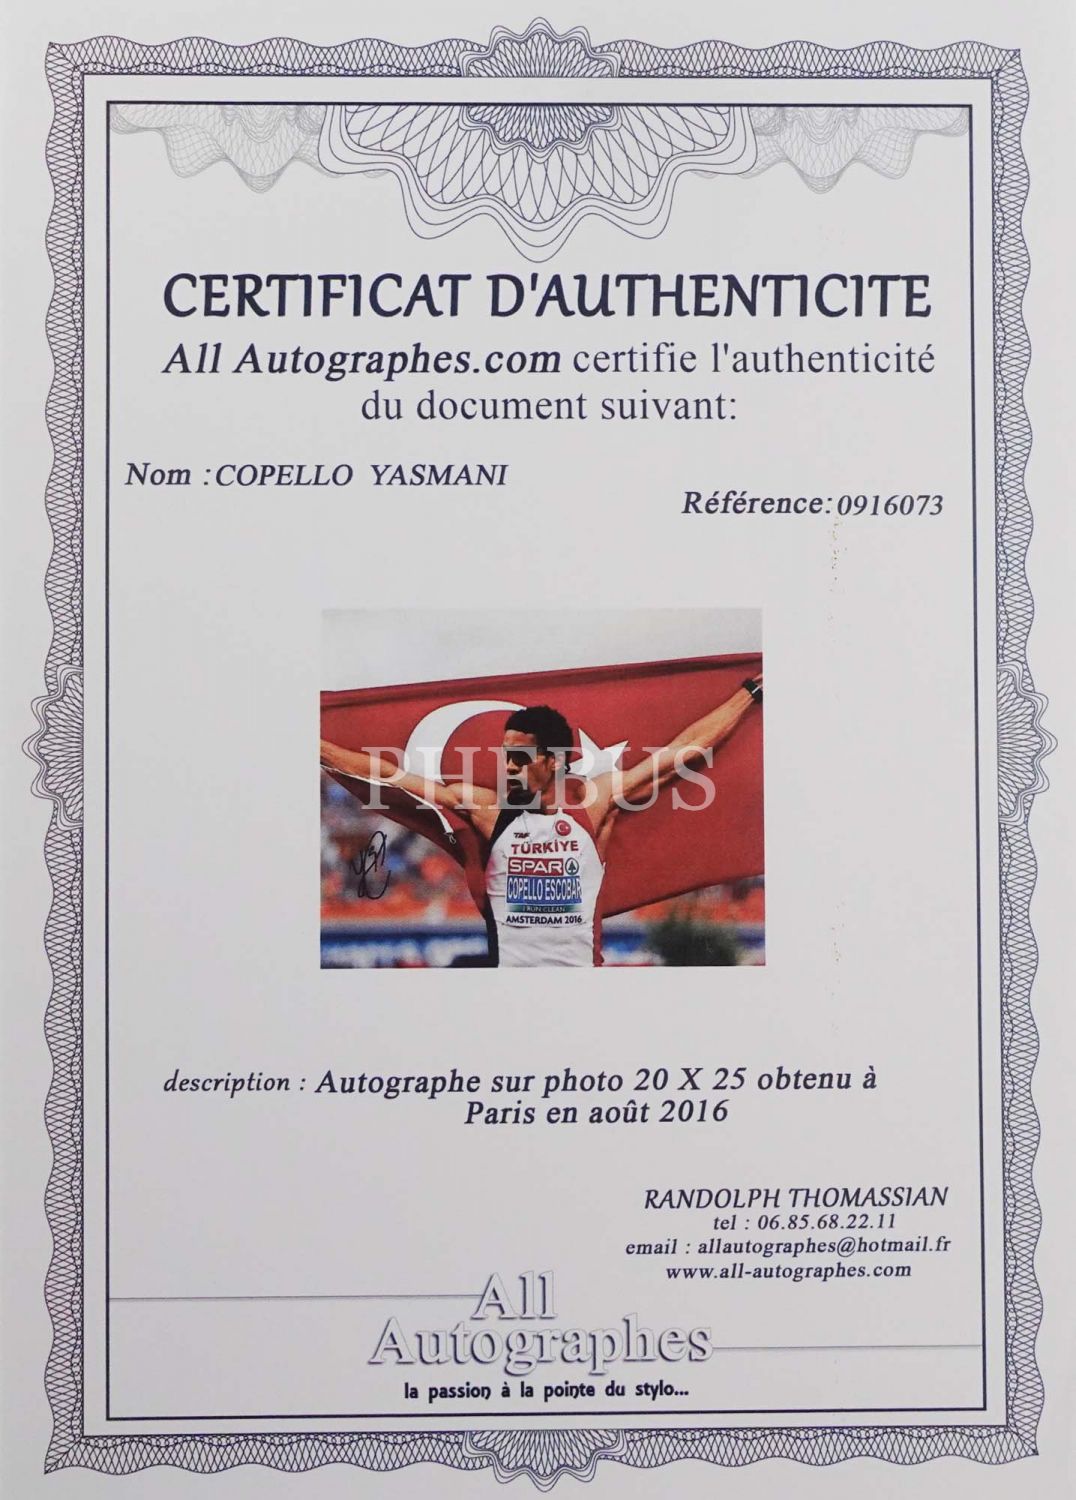 CERTIFICAT D'AUTHENTICITE
All Autographes.com certifie l'authenticité
du document suivant:
Nom : COPELLO YASMANI
Référence: 0916073
PHEBUS
TAF
TÜRKİYE
SPAR
COPELLO ESCOBAR
I RUN CLEAN
AMSTERDAM 2016
description : Autographe sur photo 20 X 25 obtenu à
Paris en août 2016
RANDOLPH THOMASSIAN
tel : 06.85.68.22.11
email : allautographes@hotmail.fr
www.all-autographes.com
All
Autographes
la passion à la pointe du stylo...